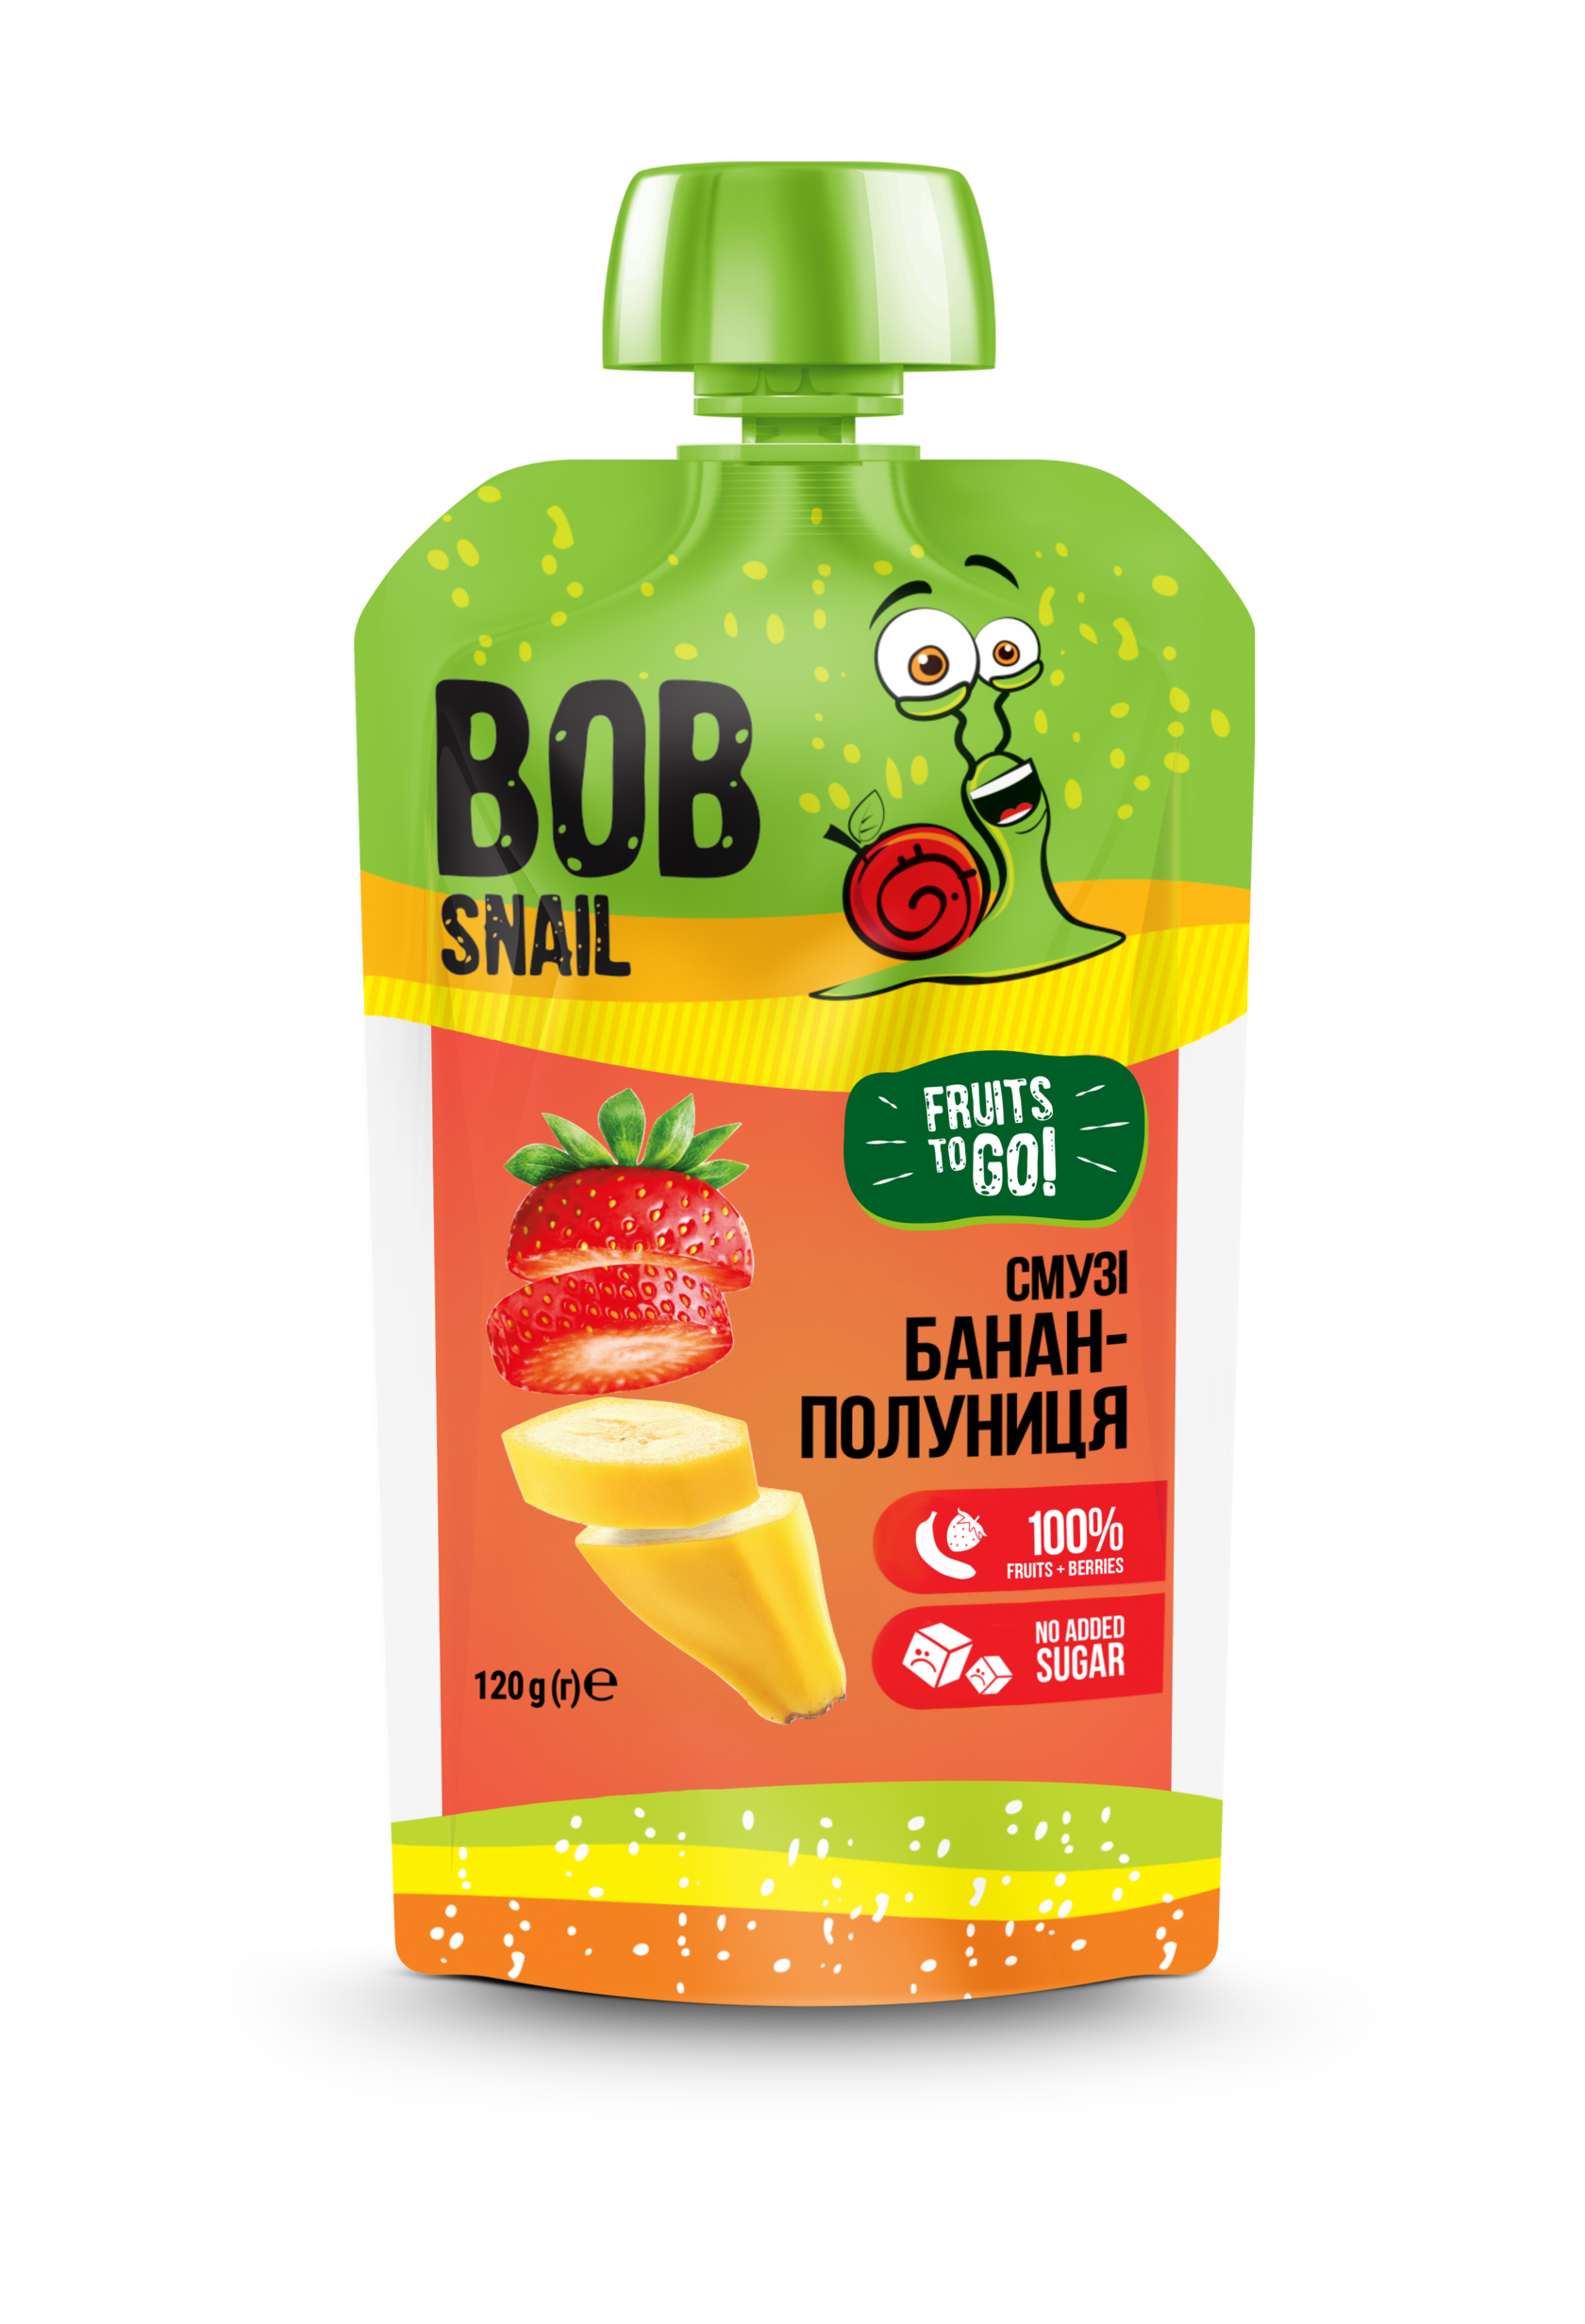 BOB
SNAIL
FRUITS
TO GO!
СМУЗІ
БАНАН-
ПОЛУНИЦЯ
100%
FRUITS + BERRIES
NO ADDED
SUGAR
120 g (г) ℮